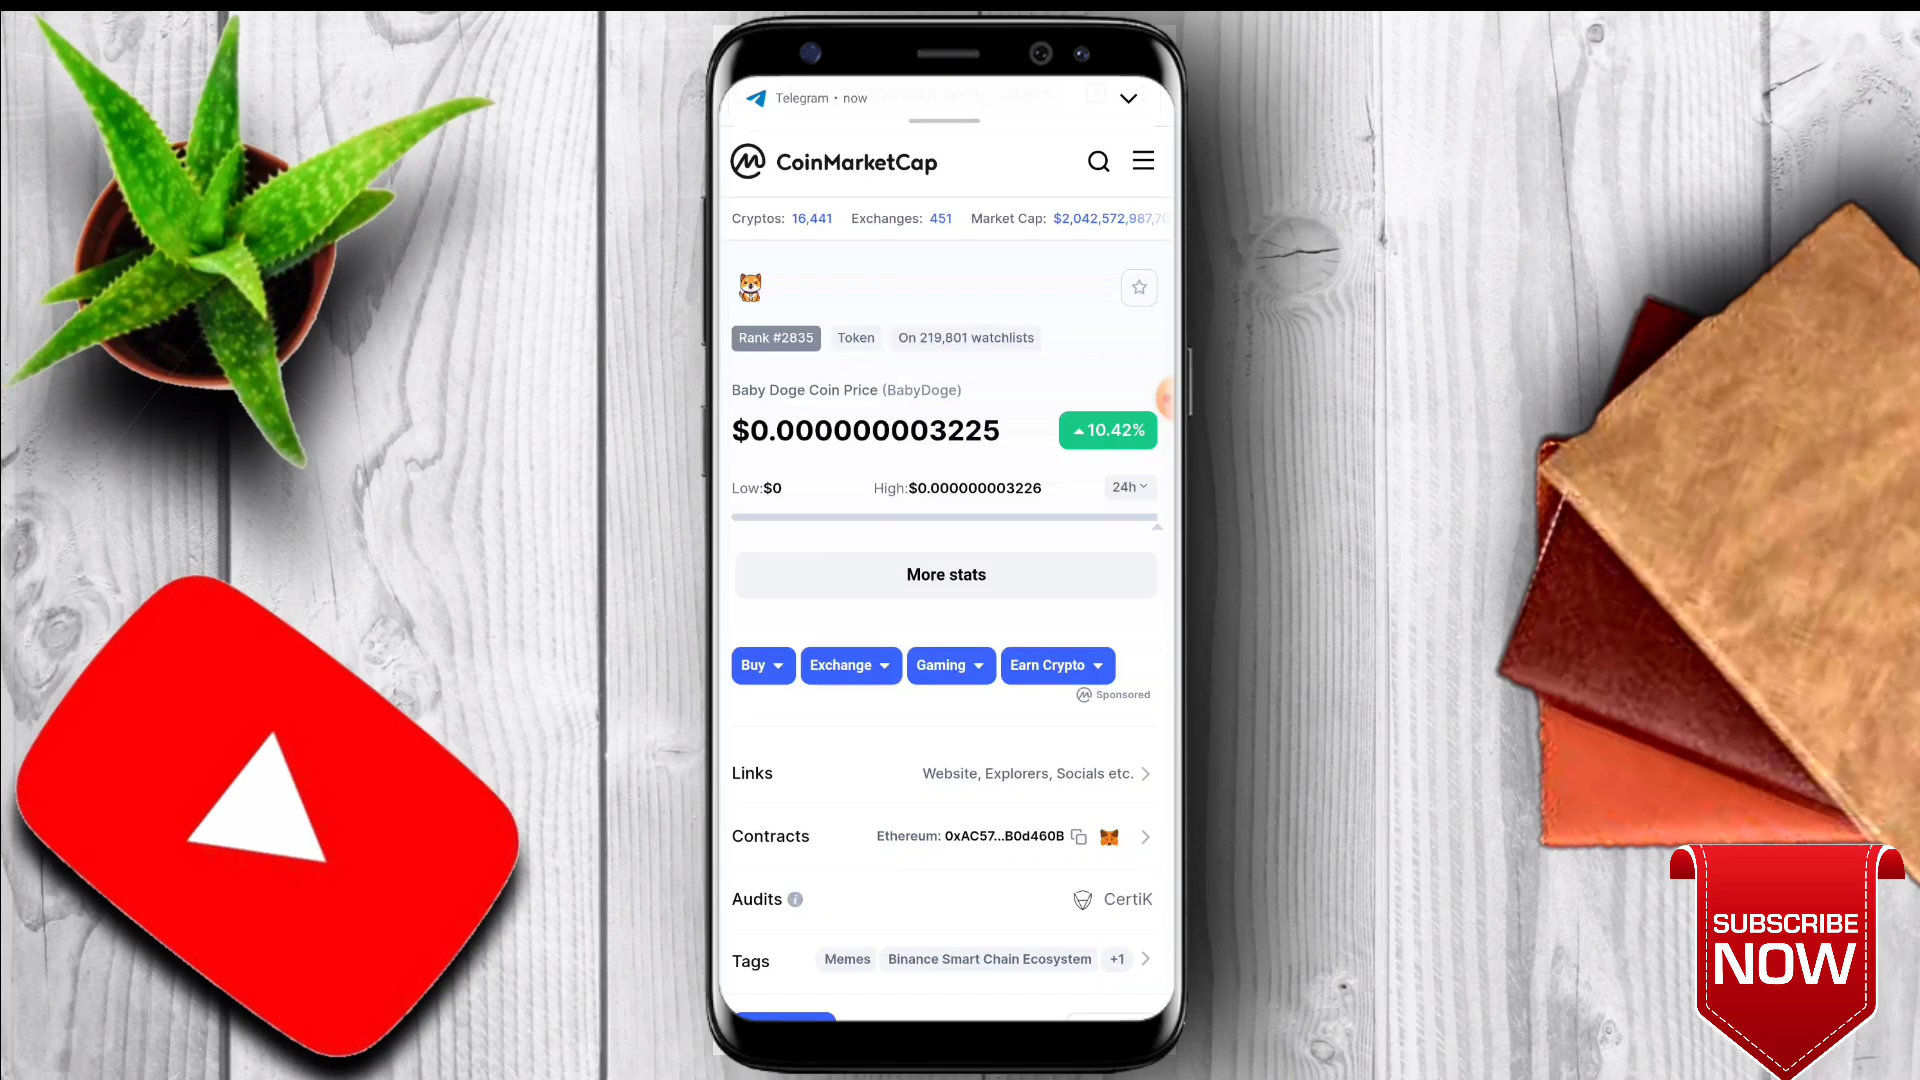 Telegram • now
CoinMarketCap
Cryptos: 16,441 Exchanges: 451 Market Cap: $2,042,572,987,70
Rank #2835 Token On 219,801 watchlists
Baby Doge Coin Price (BabyDoge)
$0.000000003225 10.42%
Low:$0 High:$0.000000003226 24h
More stats
Buy Exchange Gaming Earn Crypto
Sponsored
Links Website, Explorers, Socials etc.
Contracts Ethereum: 0xAC57...B0d460B
Audits CertiK
Tags Memes Binance Smart Chain Ecosystem +1
SUBSCRIBE
NOW